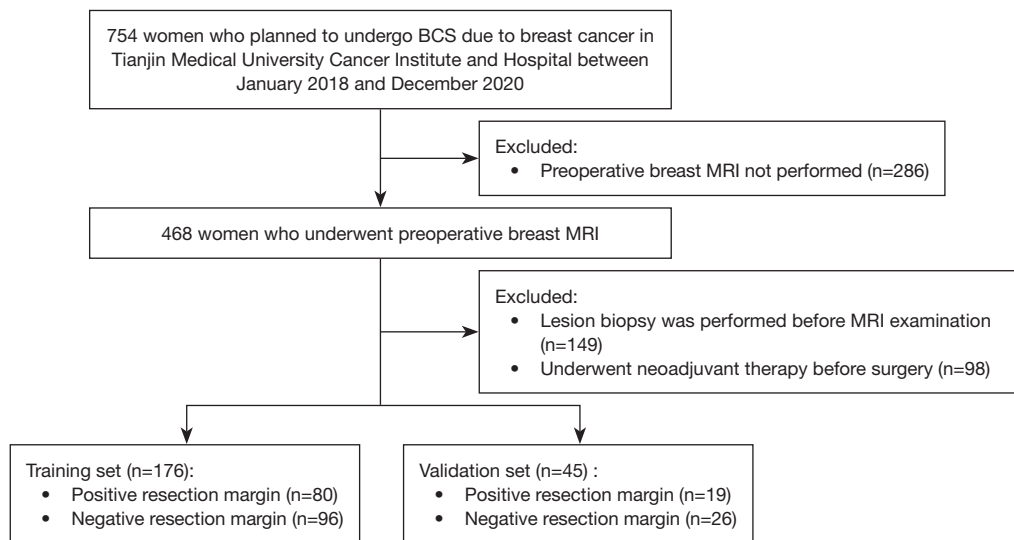 754 women who planned to undergo BCS due to breast cancer in
Tianjin Medical University Cancer Institute and Hospital between
January 2018 and December 2020
Excluded:
• Preoperative breast MRI not performed (n=286)
468 women who underwent preoperative breast MRI
Excluded:
• Lesion biopsy was performed before MRI examination
(n=149)
• Underwent neoadjuvant therapy before surgery (n=98)
Training set (n=176):
• Positive resection margin (n=80)
• Negative resection margin (n=96)
Validation set (n=45) :
• Positive resection margin (n=19)
• Negative resection margin (n=26)